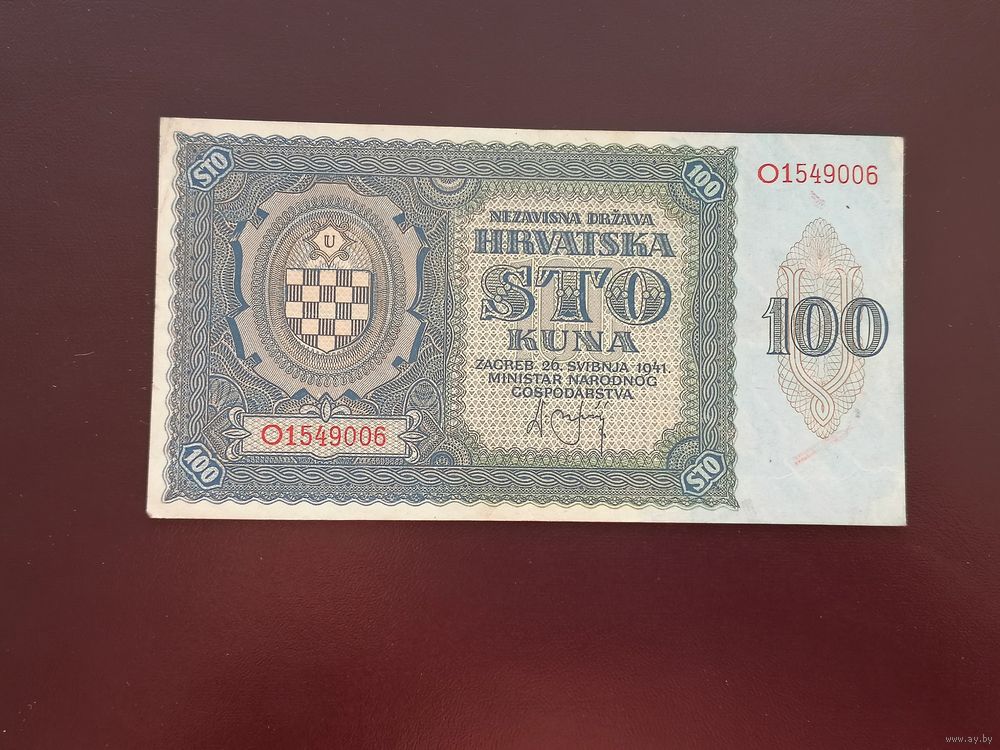 STO
100
O1549006
U
NEZAVISNA DRŽAVA
HRVATSKA
STO
KUNA
ZAGREB, 26. SVIBNJA 1941.
MINISTAR NARODNOG
GOSPODARSTVA
100
O1549006
100
STO
www.ay.by